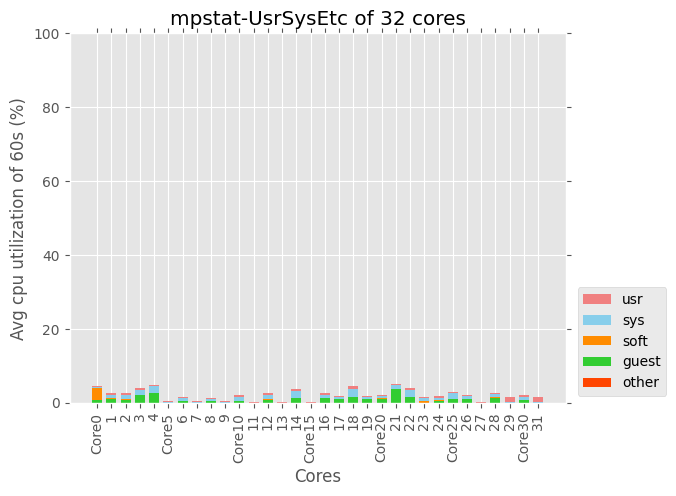 mpstat-UsrSysEtc of 32 cores
100
80
60
40
20
0
Avg cpu utilization of 60s (%)
Core0
1
2
3
4
Core5
6
7
8
9
Core10
11
12
13
14
Core15
16
17
18
19
Core20
21
22
23
24
Core25
26
27
28
29
Core30
31
Cores
usr
sys
soft
guest
other